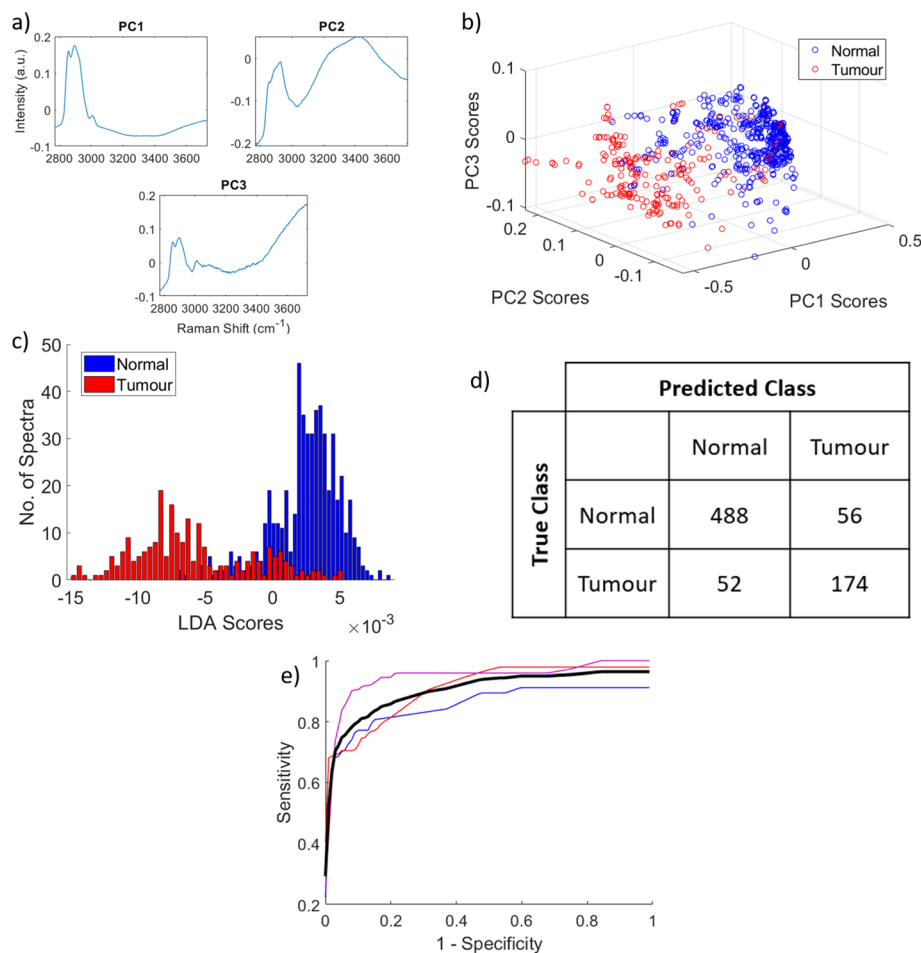 a)
PC1
Intensity (a.u.)
0.2
0.1
0
-0.1
2800 3000 3200 3400 3600
PC2
0
-0.1
-0.2
2800 3000 3200 3400 3600
PC3
0.2
0.1
0
-0.1
2800 3000 3200 3400 3600
Raman Shift (cm⁻¹)
b)
Normal
Tumour
PC3 Scores
0.1
0
-0.1
0.2
0.1
0
-0.1
PC2 Scores
-0.5
0
0.5
PC1 Scores
c)
Normal
Tumour
No. of Spectra
50
40
30
20
10
0
-15 -10 -5 0 5
LDA Scores
×10⁻³
d)
Predicted Class
True Class
Normal Tumour
Normal 488 56
Tumour 52 174
e)
Sensitivity
1
0.8
0.6
0.4
0.2
0 0.2 0.4 0.6 0.8 1
1 - Specificity